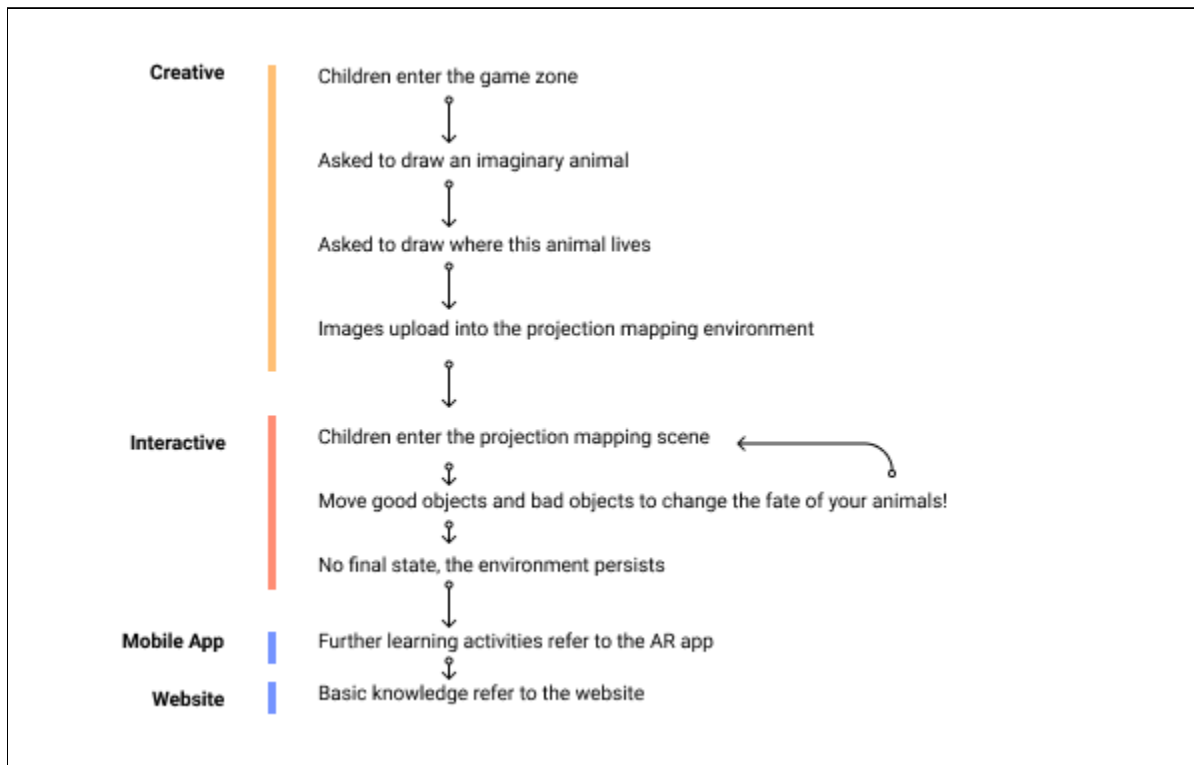 Creative
Children enter the game zone
Asked to draw an imaginary animal
Asked to draw where this animal lives
Images upload into the projection mapping environment
Interactive
Children enter the projection mapping scene
Move good objects and bad objects to change the fate of your animals!
No final state, the environment persists
Mobile App
Further learning activities refer to the AR app
Website
Basic knowledge refer to the website